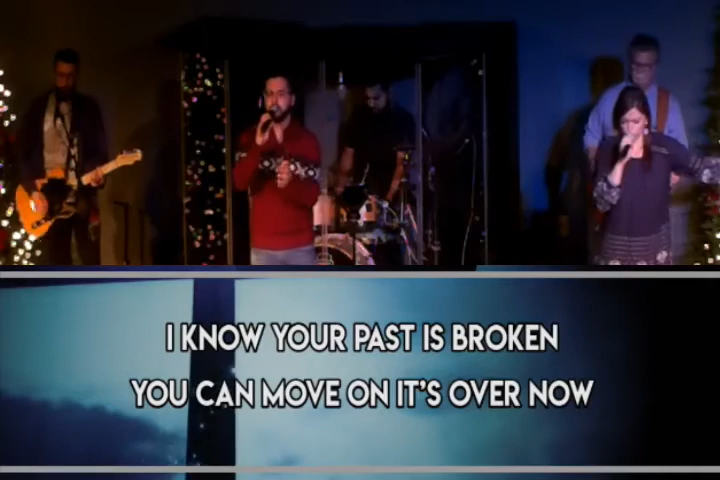 I KNOW YOUR PAST IS BROKEN
YOU CAN MOVE ON IT'S OVER NOW